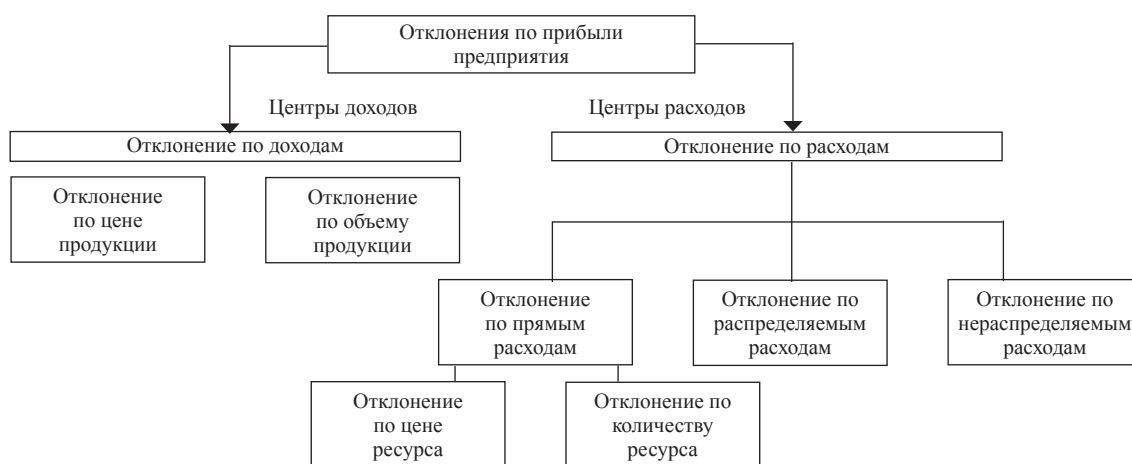 Отклонения по прибыли
предприятия
Центры доходов
Центры расходов
Отклонение по доходам
Отклонение по расходам
Отклонение
по цене
продукции
Отклонение
по объему
продукции
Отклонение
по прямым
расходам
Отклонение по
распределяемым
расходам
Отклонение по
нераспределяемым
расходам
Отклонение
по цене
ресурса
Отклонение по
количеству
ресурса